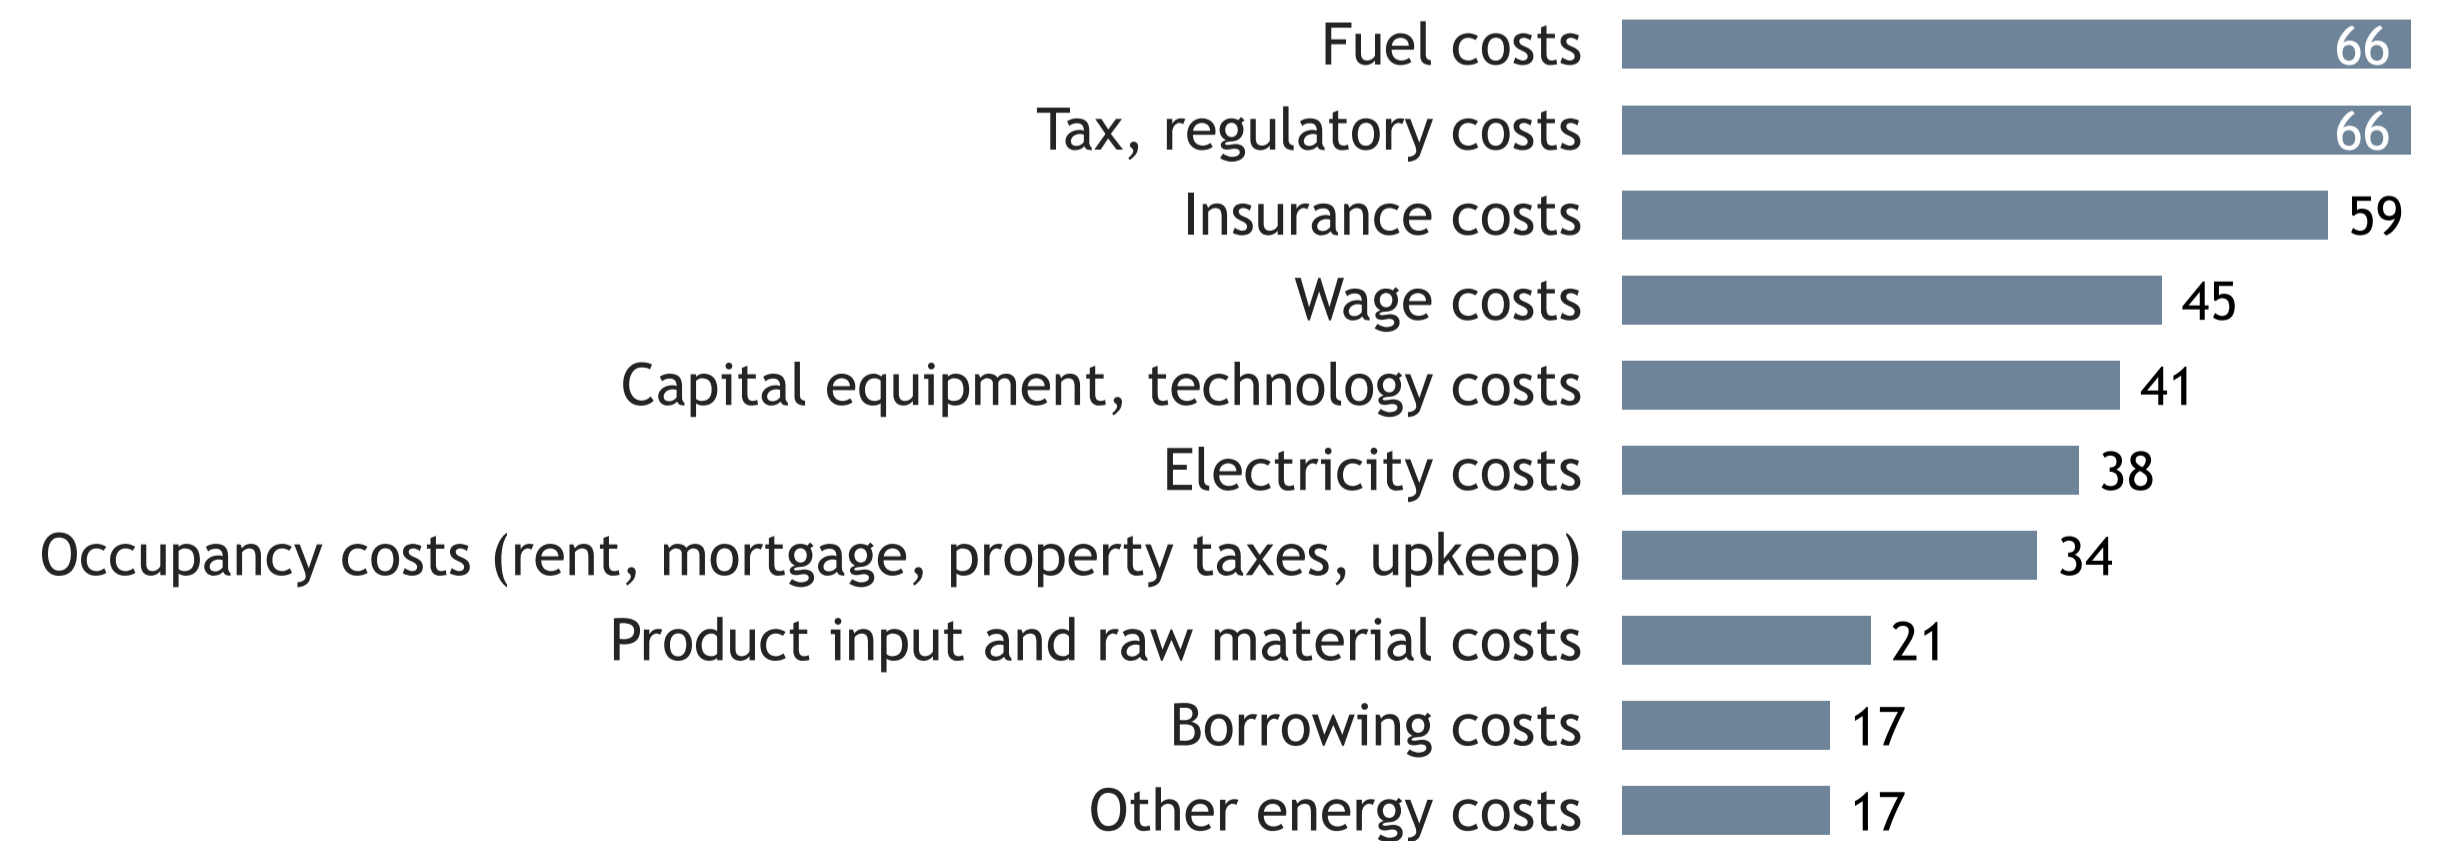 Fuel costs 66
Tax, regulatory costs 66
Insurance costs 59
Wage costs 45
Capital equipment, technology costs 41
Electricity costs 38
Occupancy costs (rent, mortgage, property taxes, upkeep) 34
Product input and raw material costs 21
Borrowing costs 17
Other energy costs 17